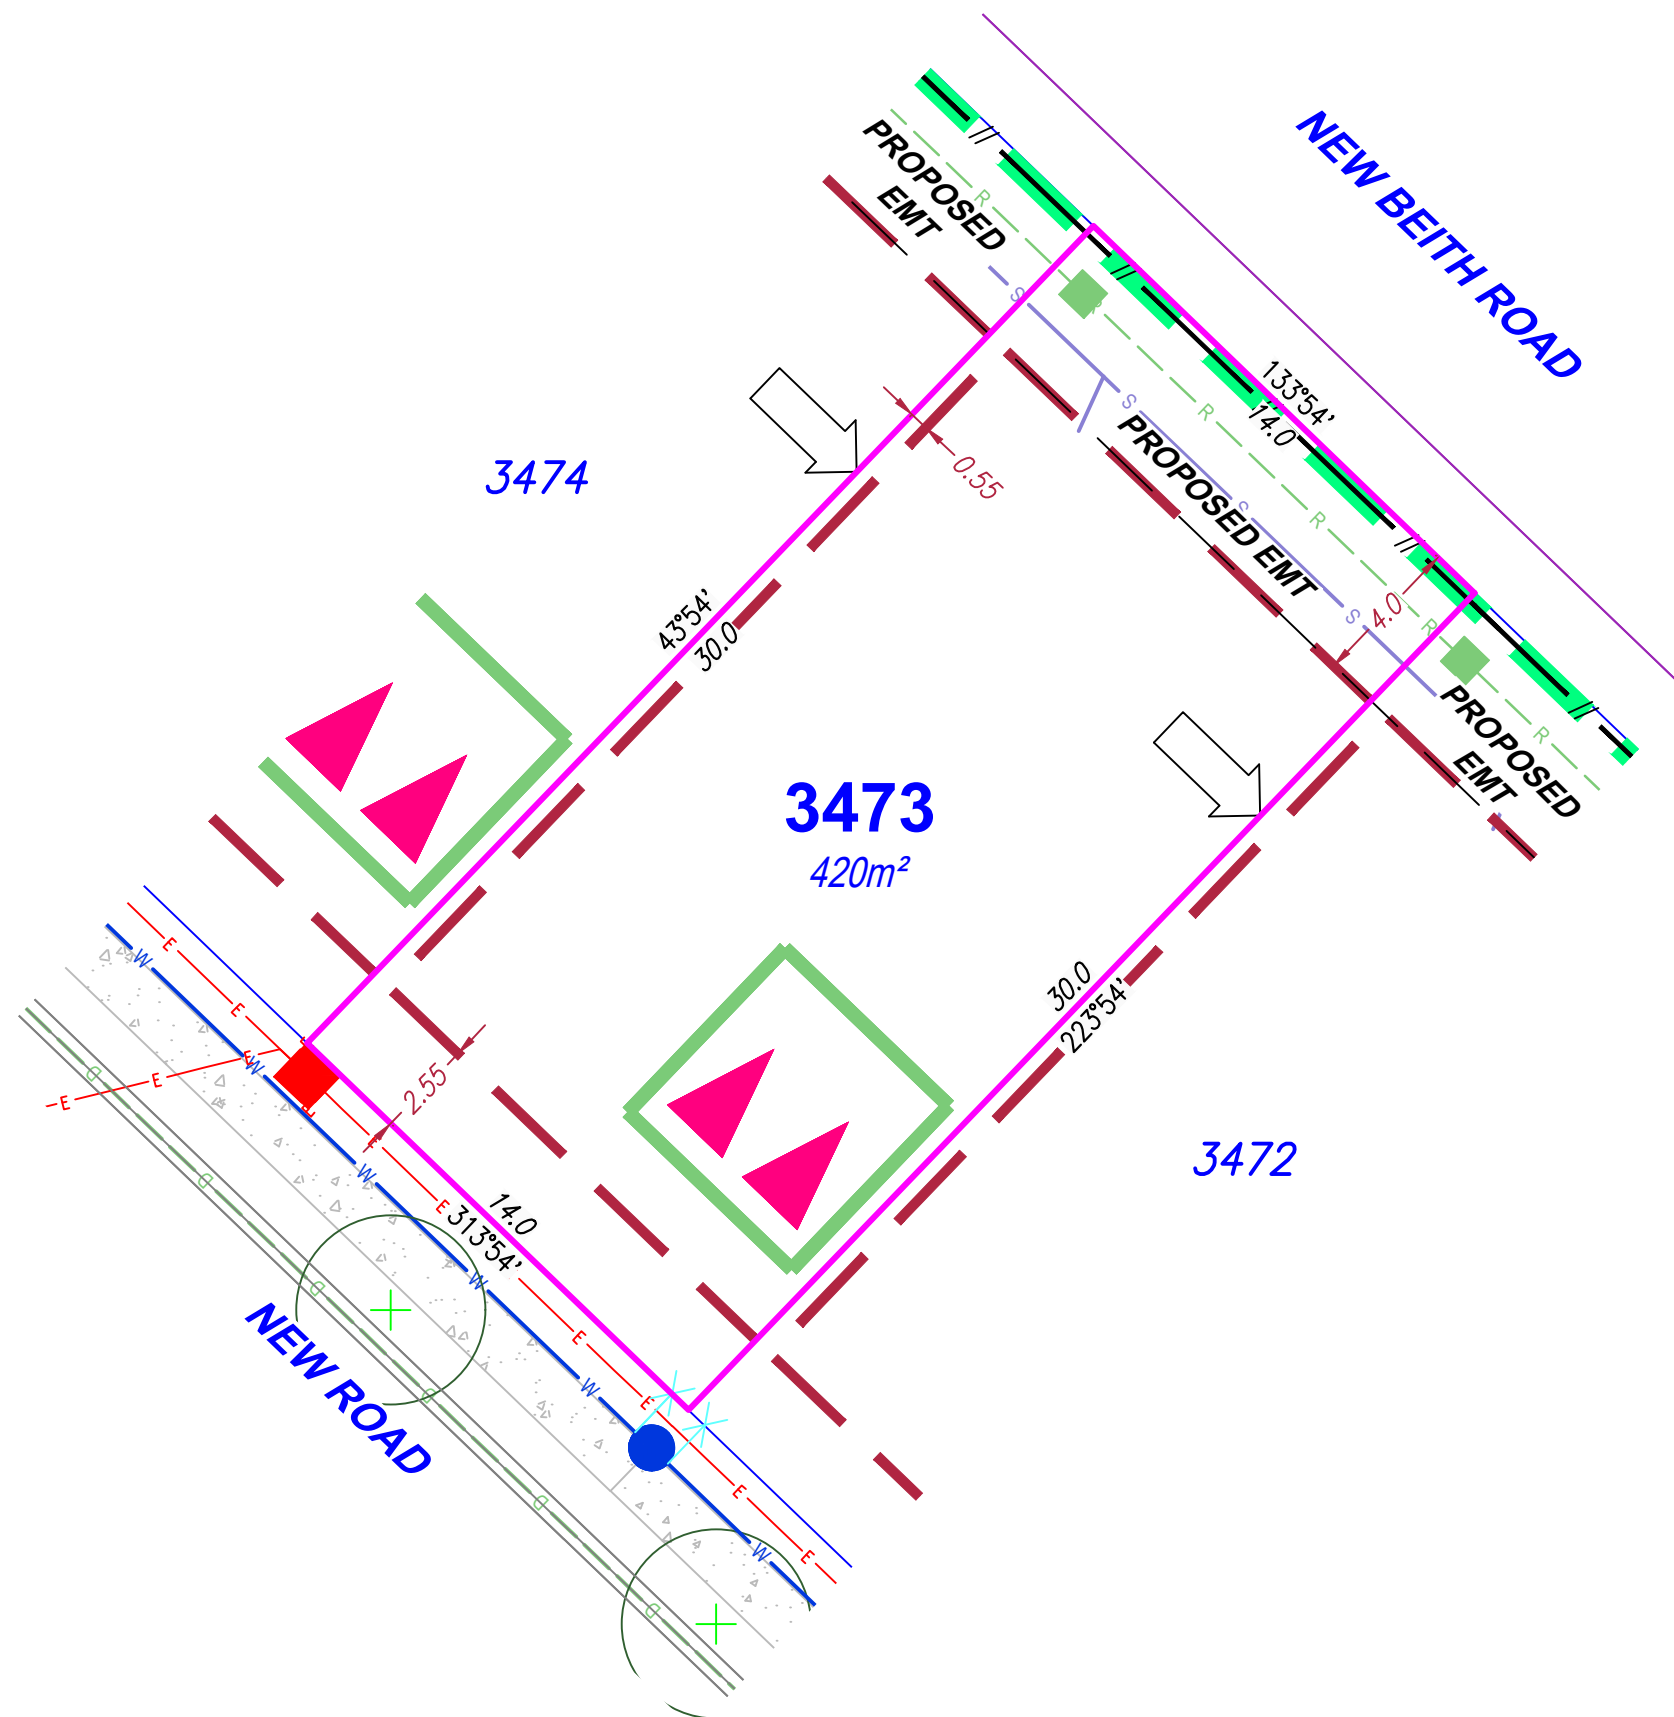 NEW BEITH ROAD
PROPOSED
EMT
R
S
133°54'
14.0
S
R
PROPOSED EMT
S
R
S
4.0
R
R
PROPOSED
EMT
0.55
3474
43°54'
30.0
3473
420m²
30.0
223°54'
3472
2.55
14.0
313°54'
E
W
E
E
W
E
E
E
D
D
W
E
E
W
D
E
W
E
D
E
W
D
E
D
NEW ROAD